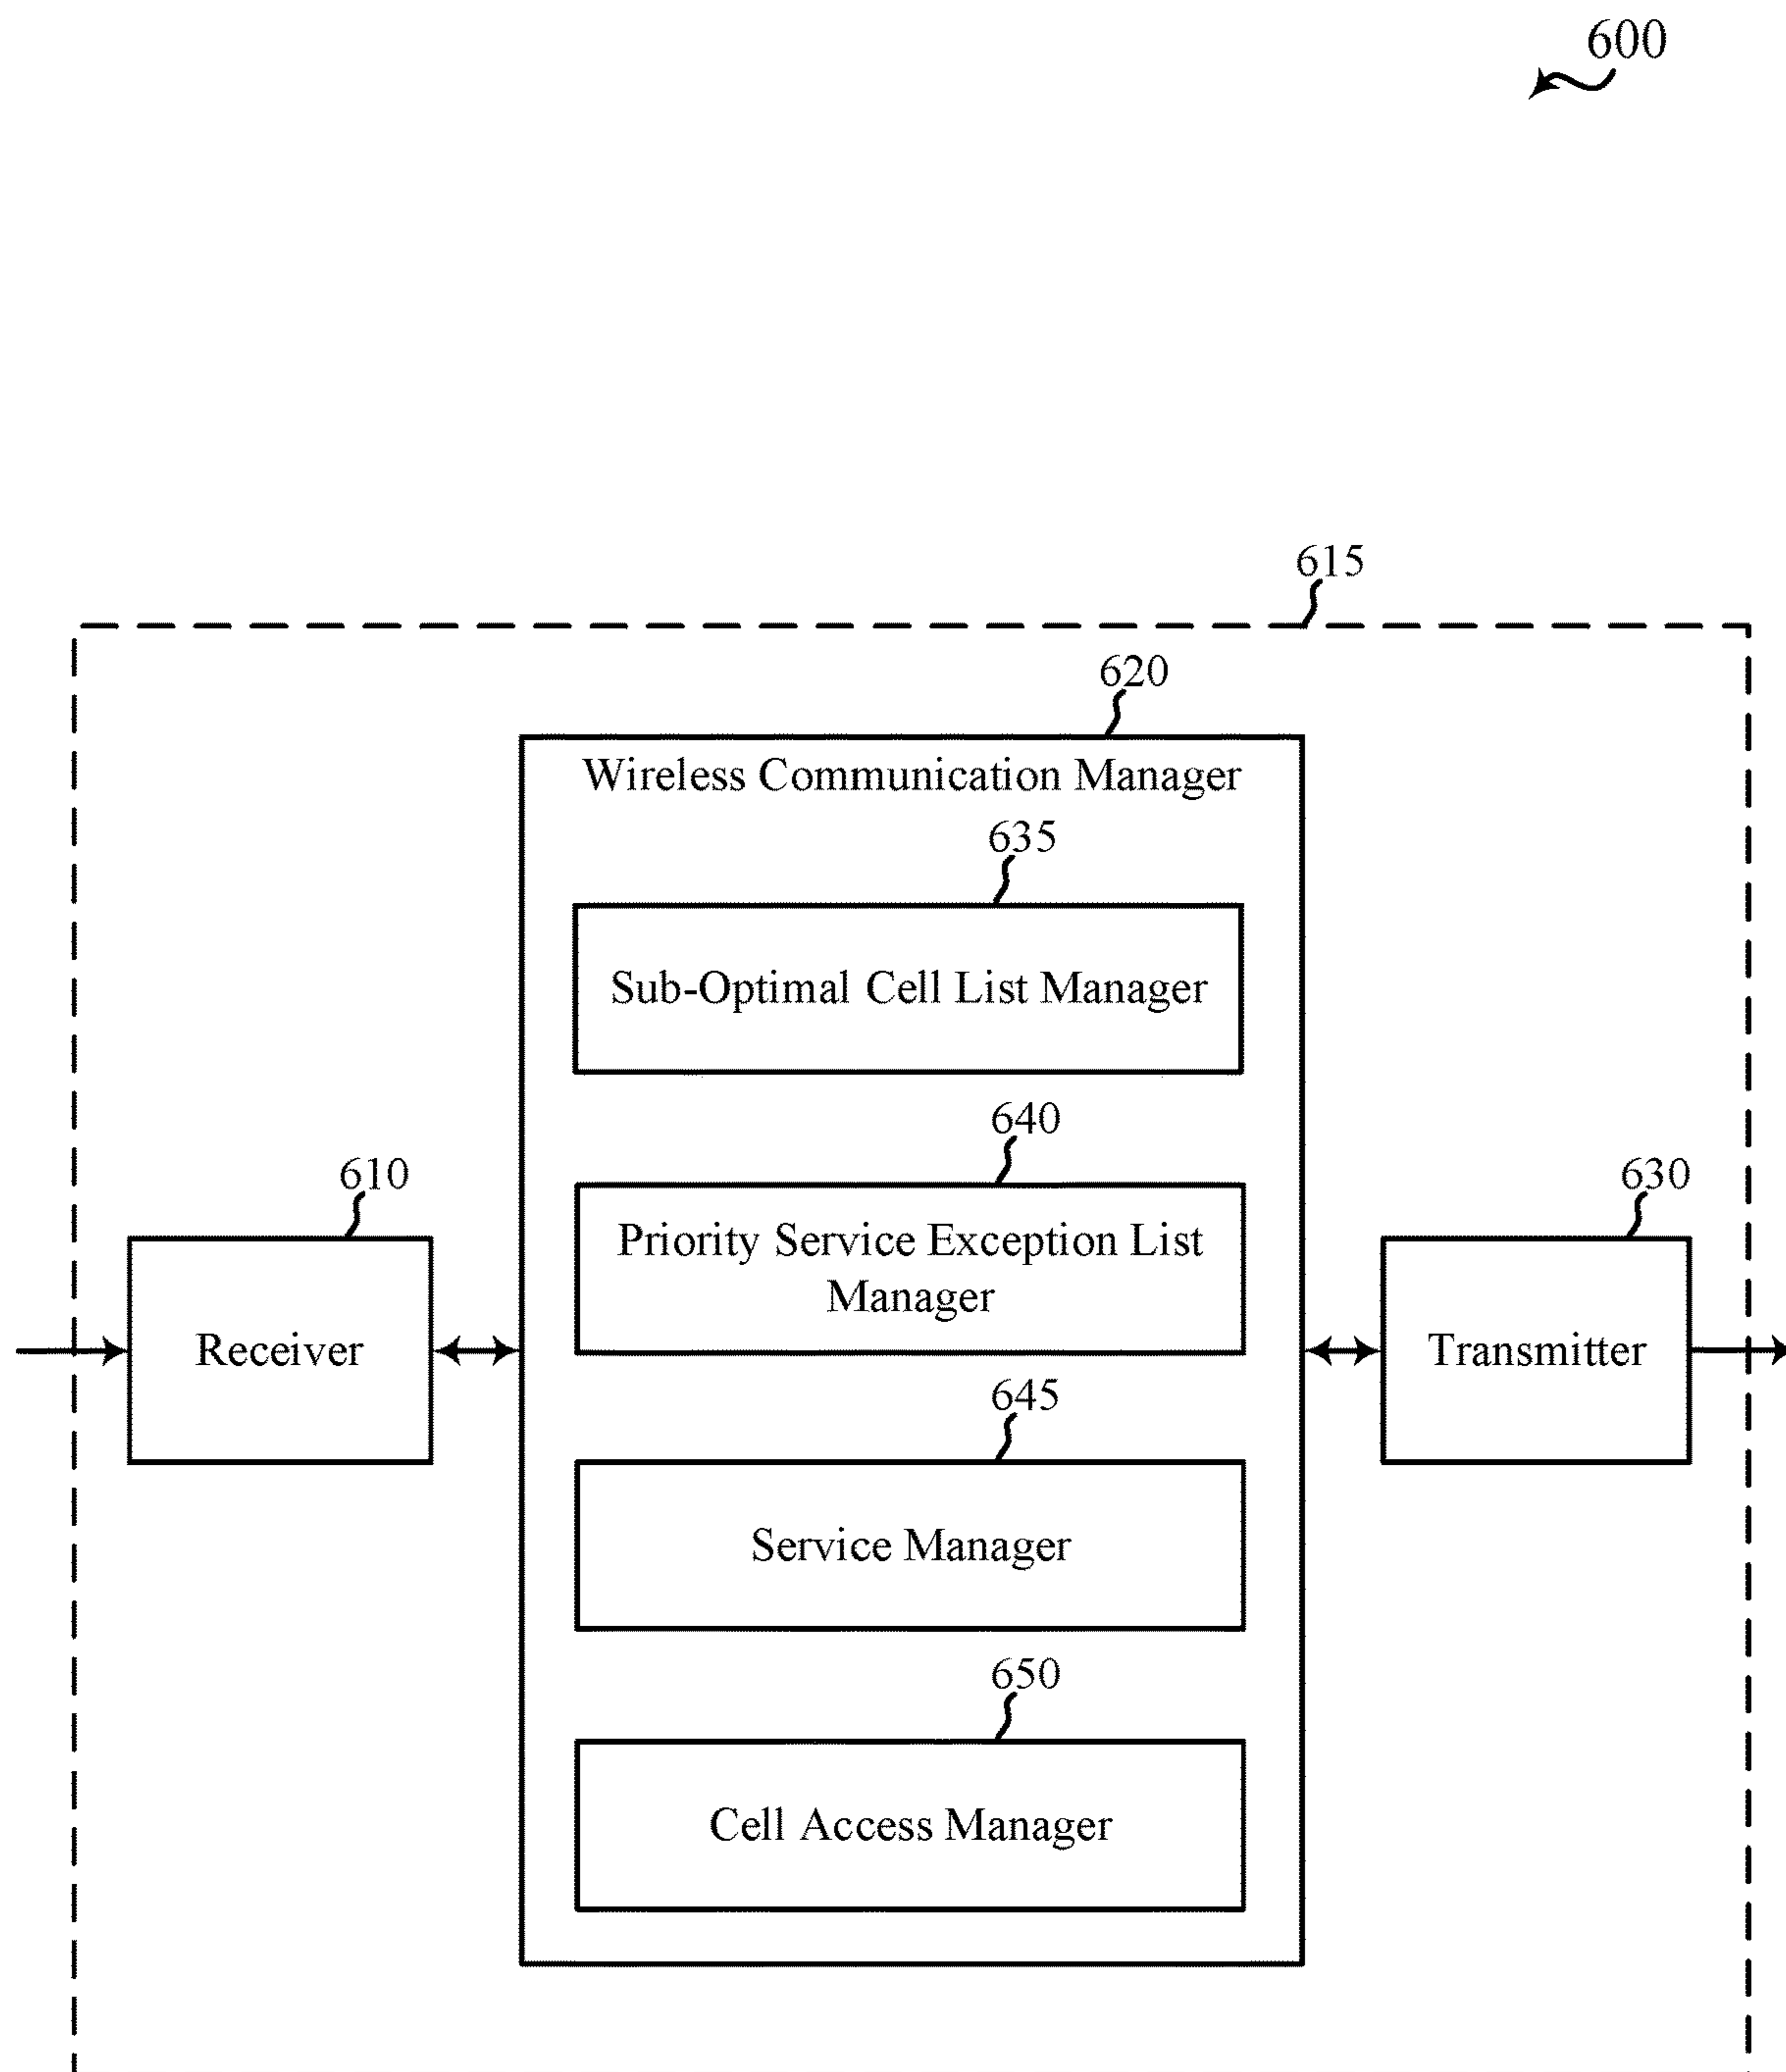 600
615
620
Wireless Communication Manager
635
Sub-Optimal Cell List Manager
640
Priority Service Exception List
Manager
610
Receiver
630
Transmitter
645
Service Manager
650
Cell Access Manager